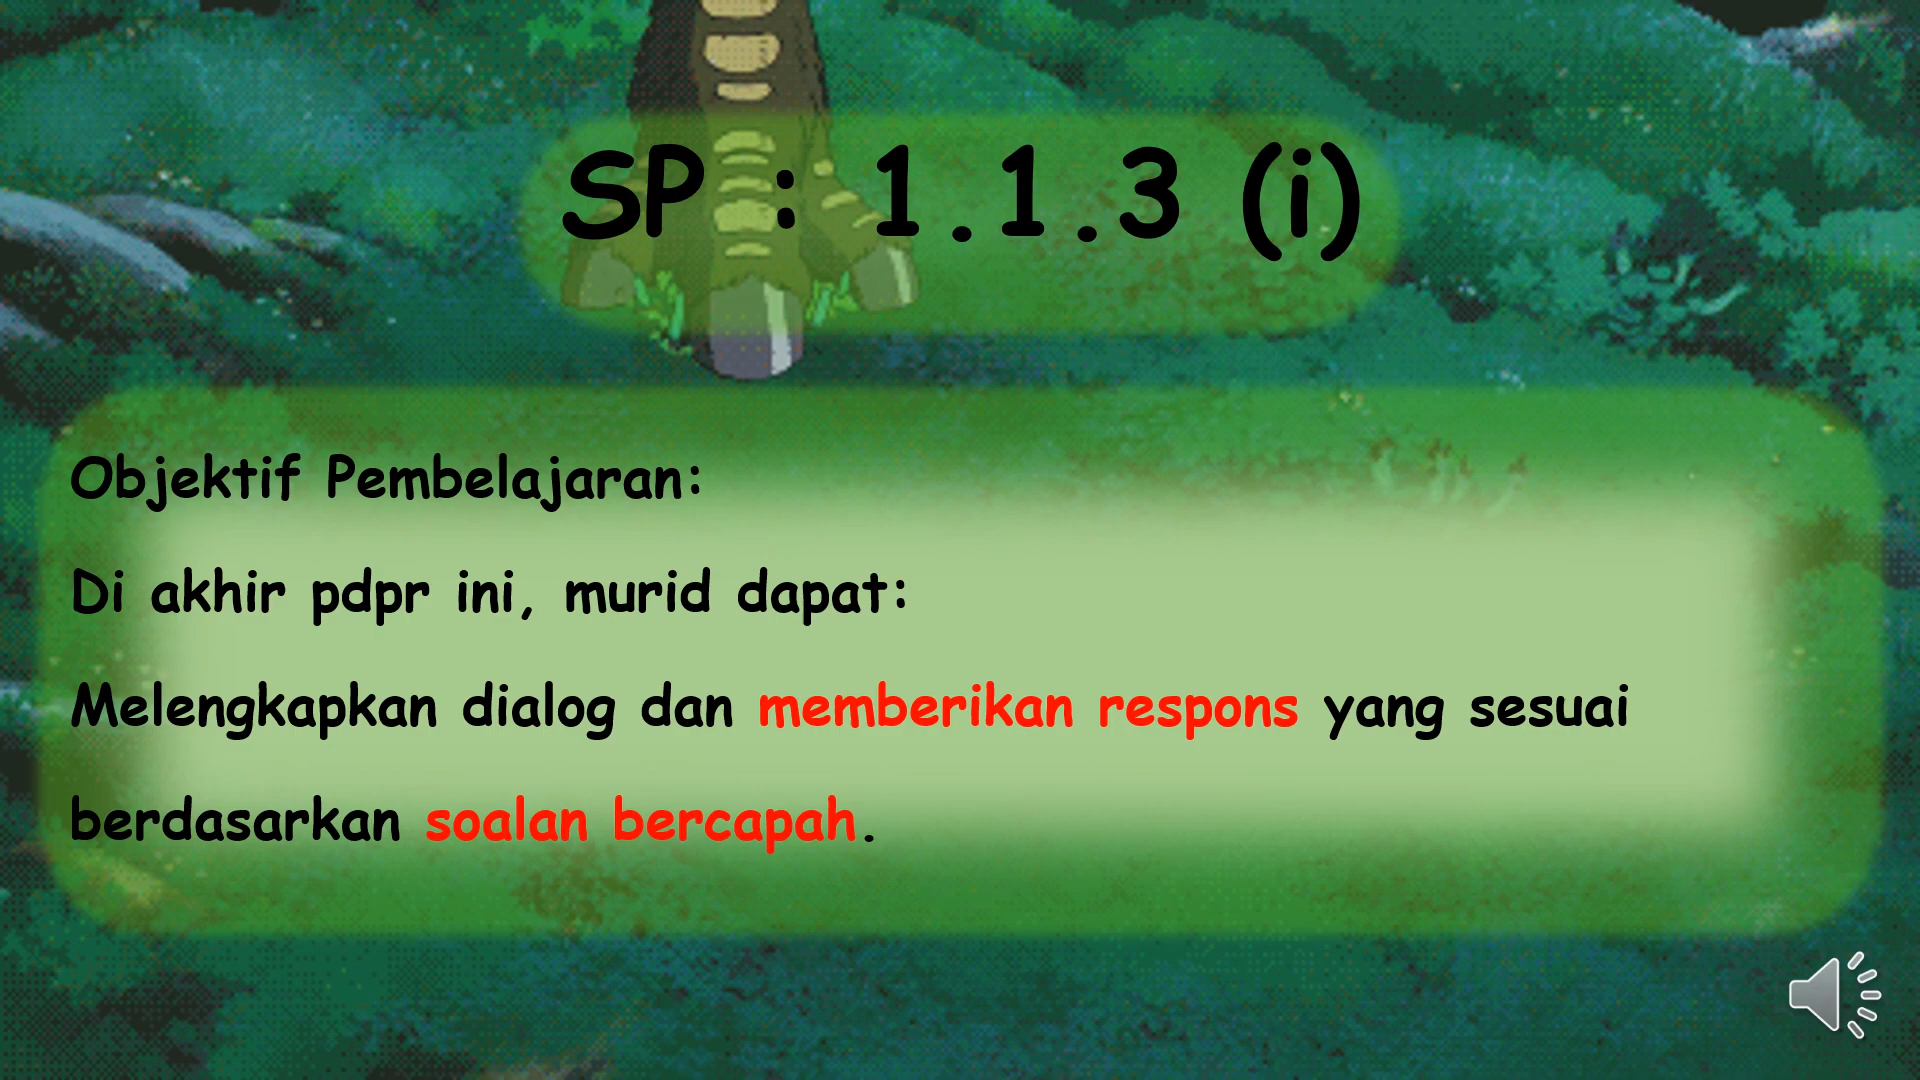 SP : 1.1.3 (i)
Objektif Pembelajaran:
Di akhir pdpr ini, murid dapat:
Melengkapkan dialog dan memberikan respons yang sesuai
berdasarkan soalan bercapah.